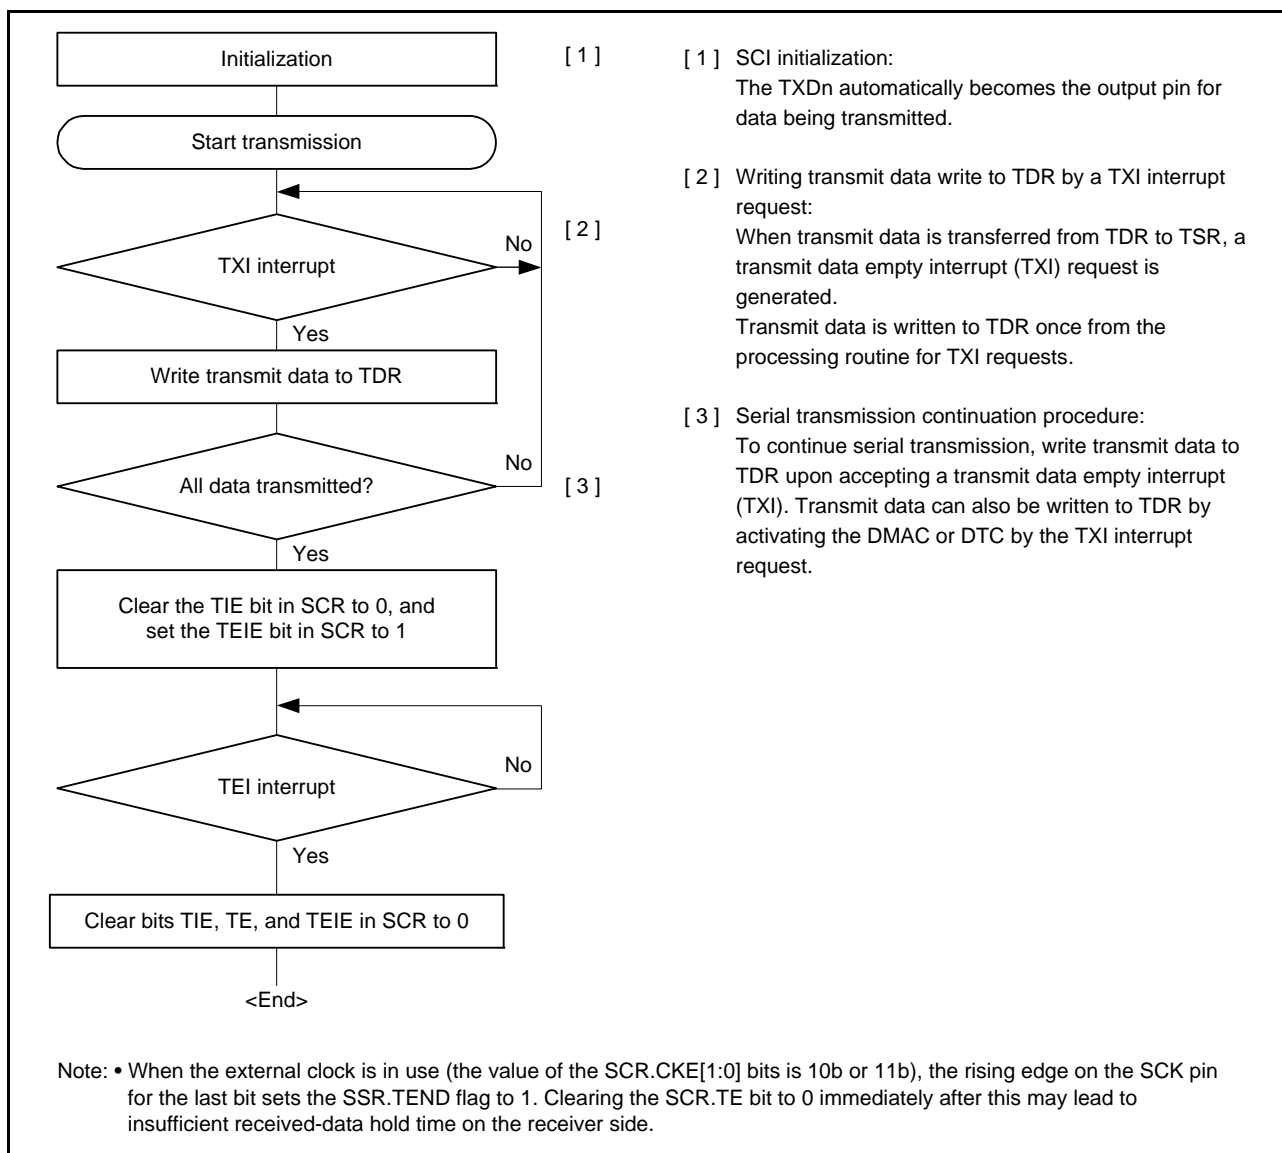 Initialization
[ 1 ]
Start transmission
[ 2 ]
No
TXI interrupt
Yes
Write transmit data to TDR
No
All data transmitted?
[ 3 ]
Yes
Clear the TIE bit in SCR to 0, and
set the TEIE bit in SCR to 1
No
TEI interrupt
Yes
Clear bits TIE, TE, and TEIE in SCR to 0
<End>
[ 1 ] SCI initialization:
The TXDn automatically becomes the output pin for
data being transmitted.
[ 2 ] Writing transmit data write to TDR by a TXI interrupt
request:
When transmit data is transferred from TDR to TSR, a
transmit data empty interrupt (TXI) request is
generated.
Transmit data is written to TDR once from the
processing routine for TXI requests.
[ 3 ] Serial transmission continuation procedure:
To continue serial transmission, write transmit data to
TDR upon accepting a transmit data empty interrupt
(TXI). Transmit data can also be written to TDR by
activating the DMAC or DTC by the TXI interrupt
request.
Note: • When the external clock is in use (the value of the SCR.CKE[1:0] bits is 10b or 11b), the rising edge on the SCK pin
for the last bit sets the SSR.TEND flag to 1. Clearing the SCR.TE bit to 0 immediately after this may lead to
insufficient received-data hold time on the receiver side.